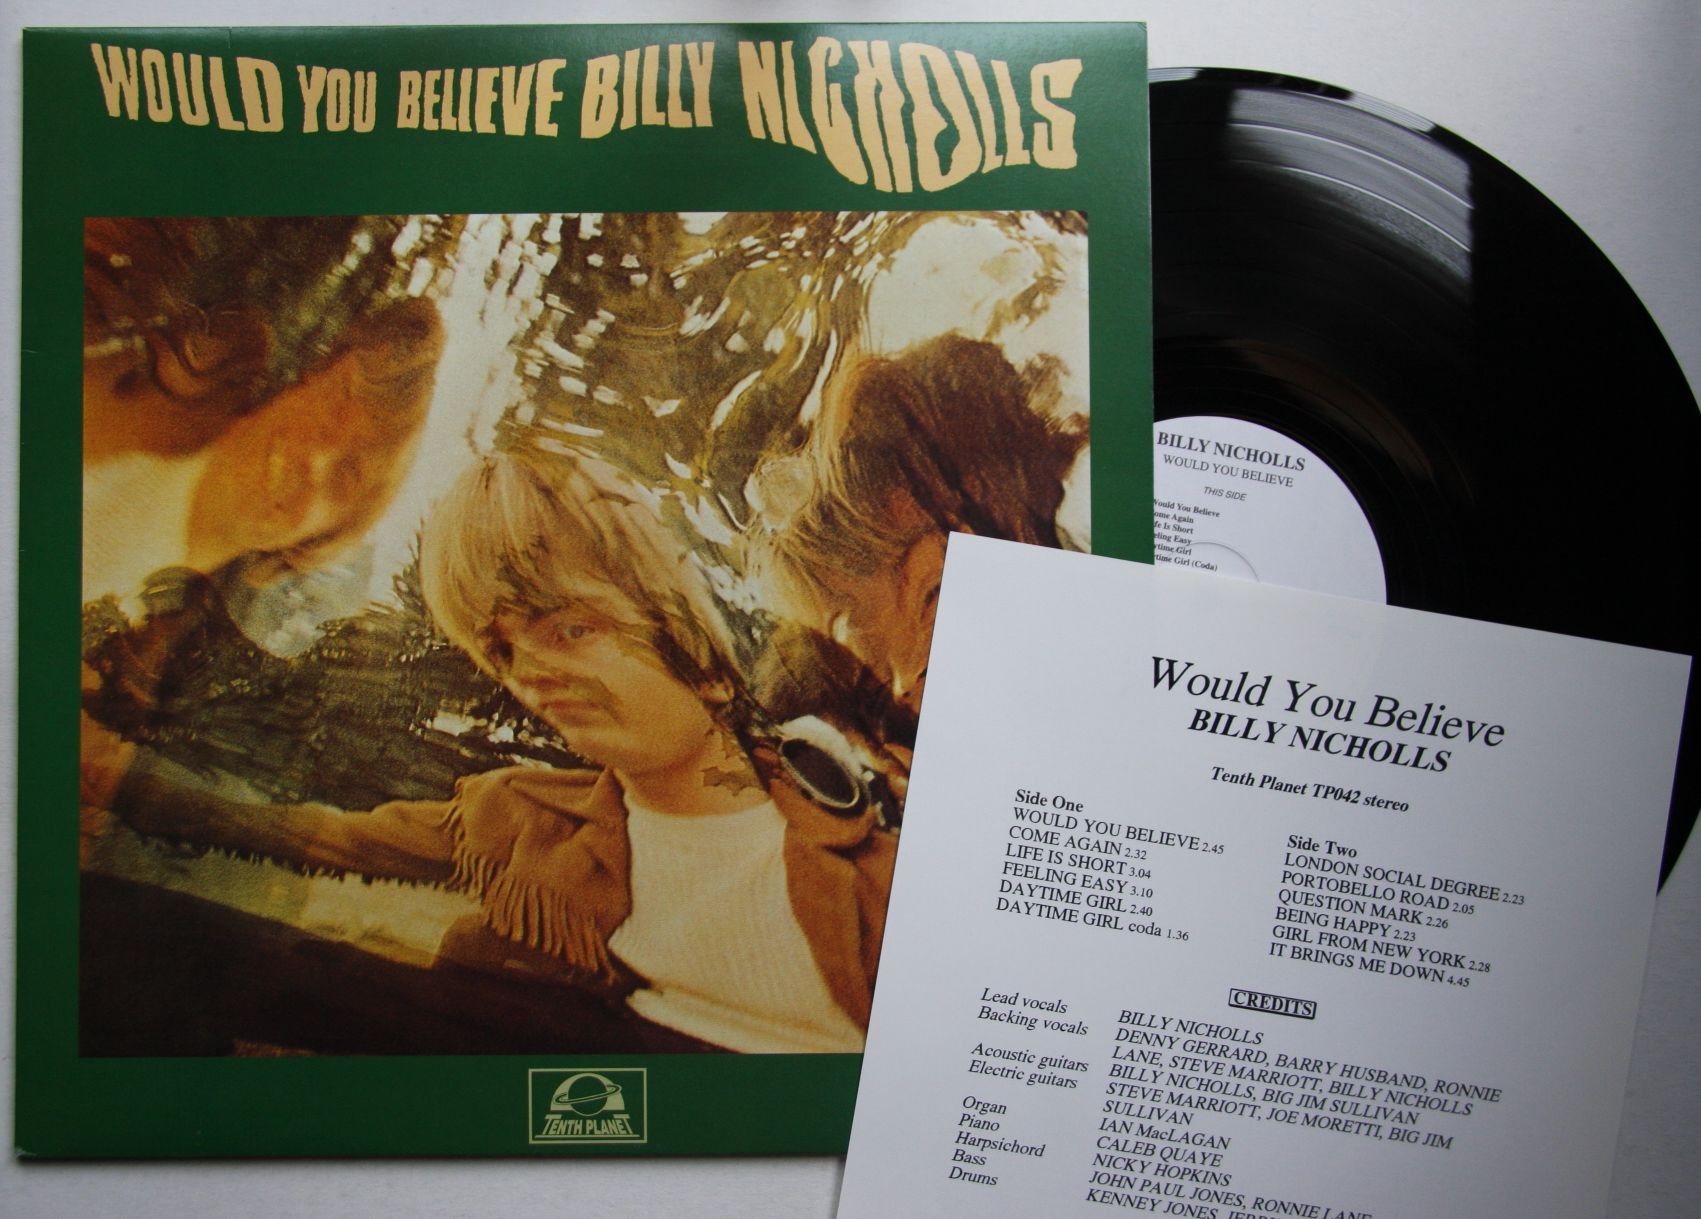 WOULD YOU BELIEVE BILLY NICHOLLS
TENTH PLANET
BILLY NICHOLLS
WOULD YOU BELIEVE
THIS SIDE
Would You Believe
Again
Is Short
Easy
Girl
Girl (Coda)
Would You Believe
BILLY NICHOLLS
Tenth Planet TP042 stereo
Side One
WOULD YOU BELIEVE 2.45
COME AGAIN 2.32
LIFE IS SHORT 3.04
FEELING EASY 3.10
DAYTIME GIRL 2.40
DAYTIME GIRL coda 1.36
Side Two
LONDON SOCIAL DEGREE 2.23
PORTOBELLO ROAD 2.05
QUESTION MARK 2.26
BEING HAPPY 2.23
GIRL FROM NEW YORK 2.28
IT BRINGS ME DOWN 4.45
CREDITS
Lead vocals BILLY NICHOLLS
Backing vocals DENNY GERRARD, BARRY HUSBAND, RONNIE
LANE, STEVE MARRIOTT, BILLY NICHOLLS
Acoustic guitars BILLY NICHOLLS, BIG JIM SULLIVAN
Electric guitars STEVE MARRIOTT, JOE MORETTI, BIG JIM
SULLIVAN
Organ IAN MacLAGAN
Piano CALEB QUAYE
Harpsichord NICKY HOPKINS
Bass JOHN PAUL JONES, RONNIE LANE
Drums KENNEY JONES,